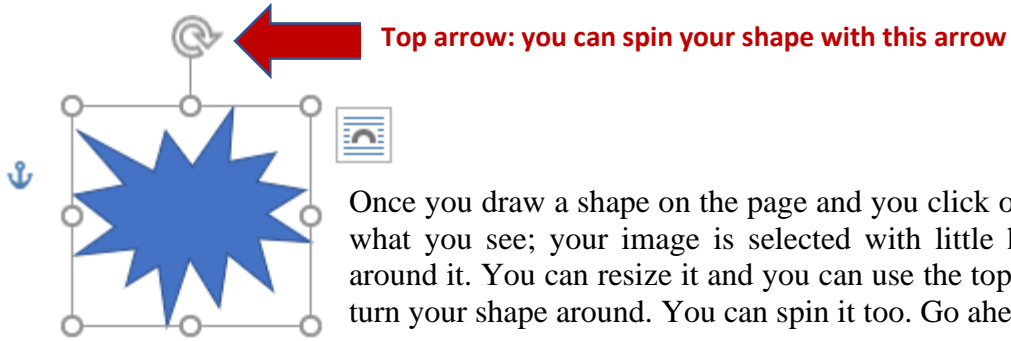 Top arrow: you can spin your shape with this arrow
Once you draw a shape on the page and you click
what you see; your image is selected with little
around it. You can resize it and you can use the top
turn your shape around. You can spin it too. Go